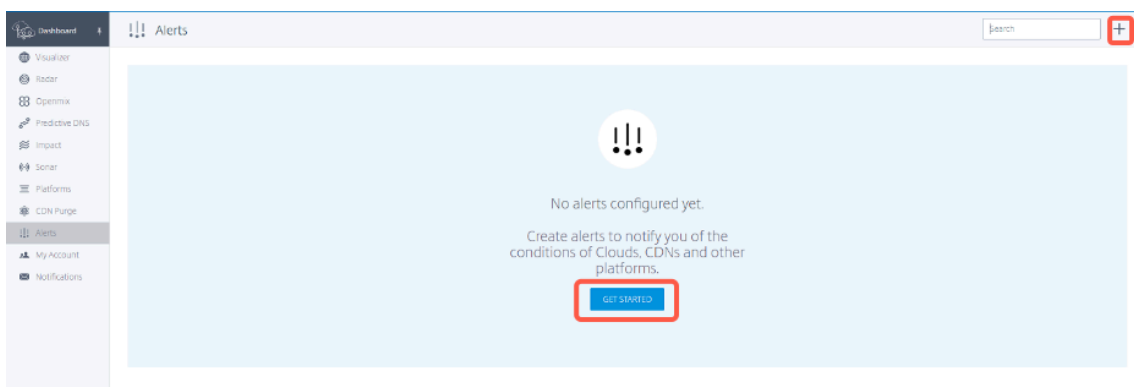 Dashboard
Alerts
Search
Visualizer
Radar
Openmix
Predictive DNS
Impact
Sonar
Platforms
CDN Purge
Alerts
My Account
Notifications
No alerts configured yet.
Create alerts to notify you of the
conditions of Clouds, CDNs and other
platforms.
GET STARTED